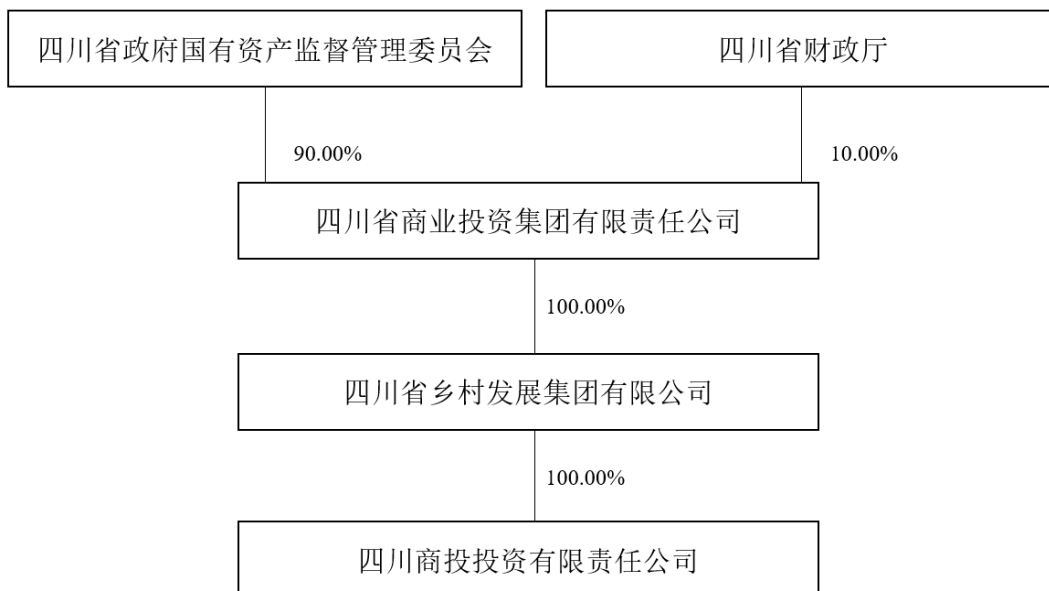 四川省政府国有资产监督管理委员会
四川省财政厅
90.00%
10.00%
四川省商业投资集团有限责任公司
100.00%
四川省乡村发展集团有限公司
100.00%
四川商投投资有限责任公司